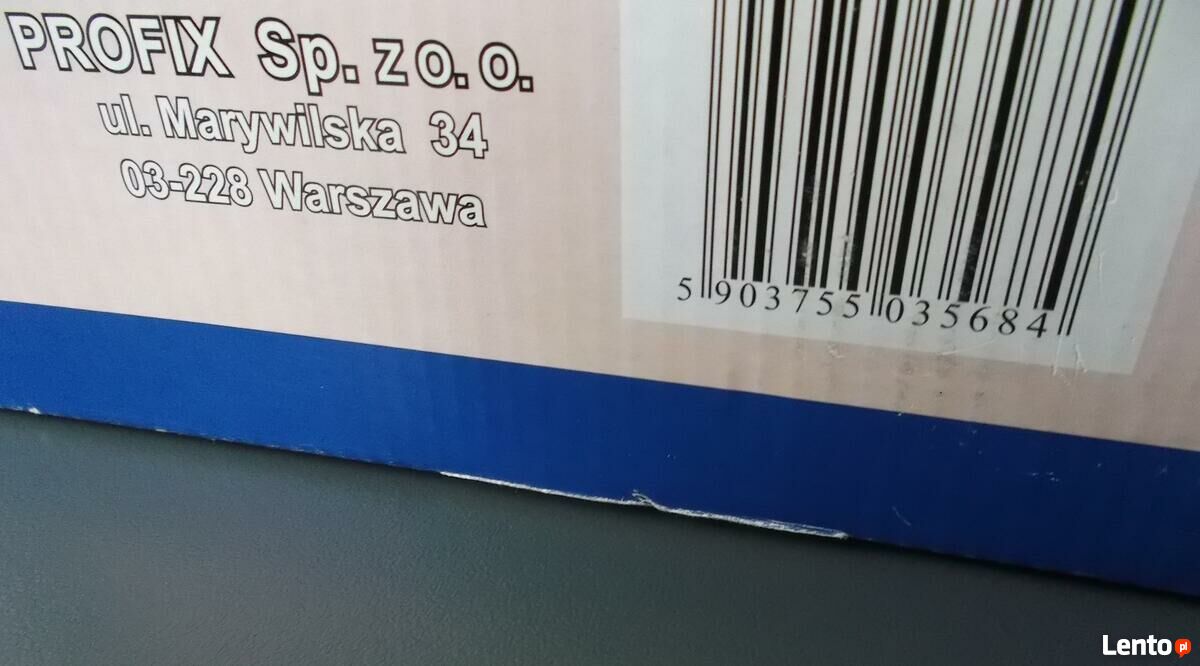 PROFIX Sp. z o. o.
ul. Marywilska 34
03-228 Warszawa
5 903755 035684
Lento pl